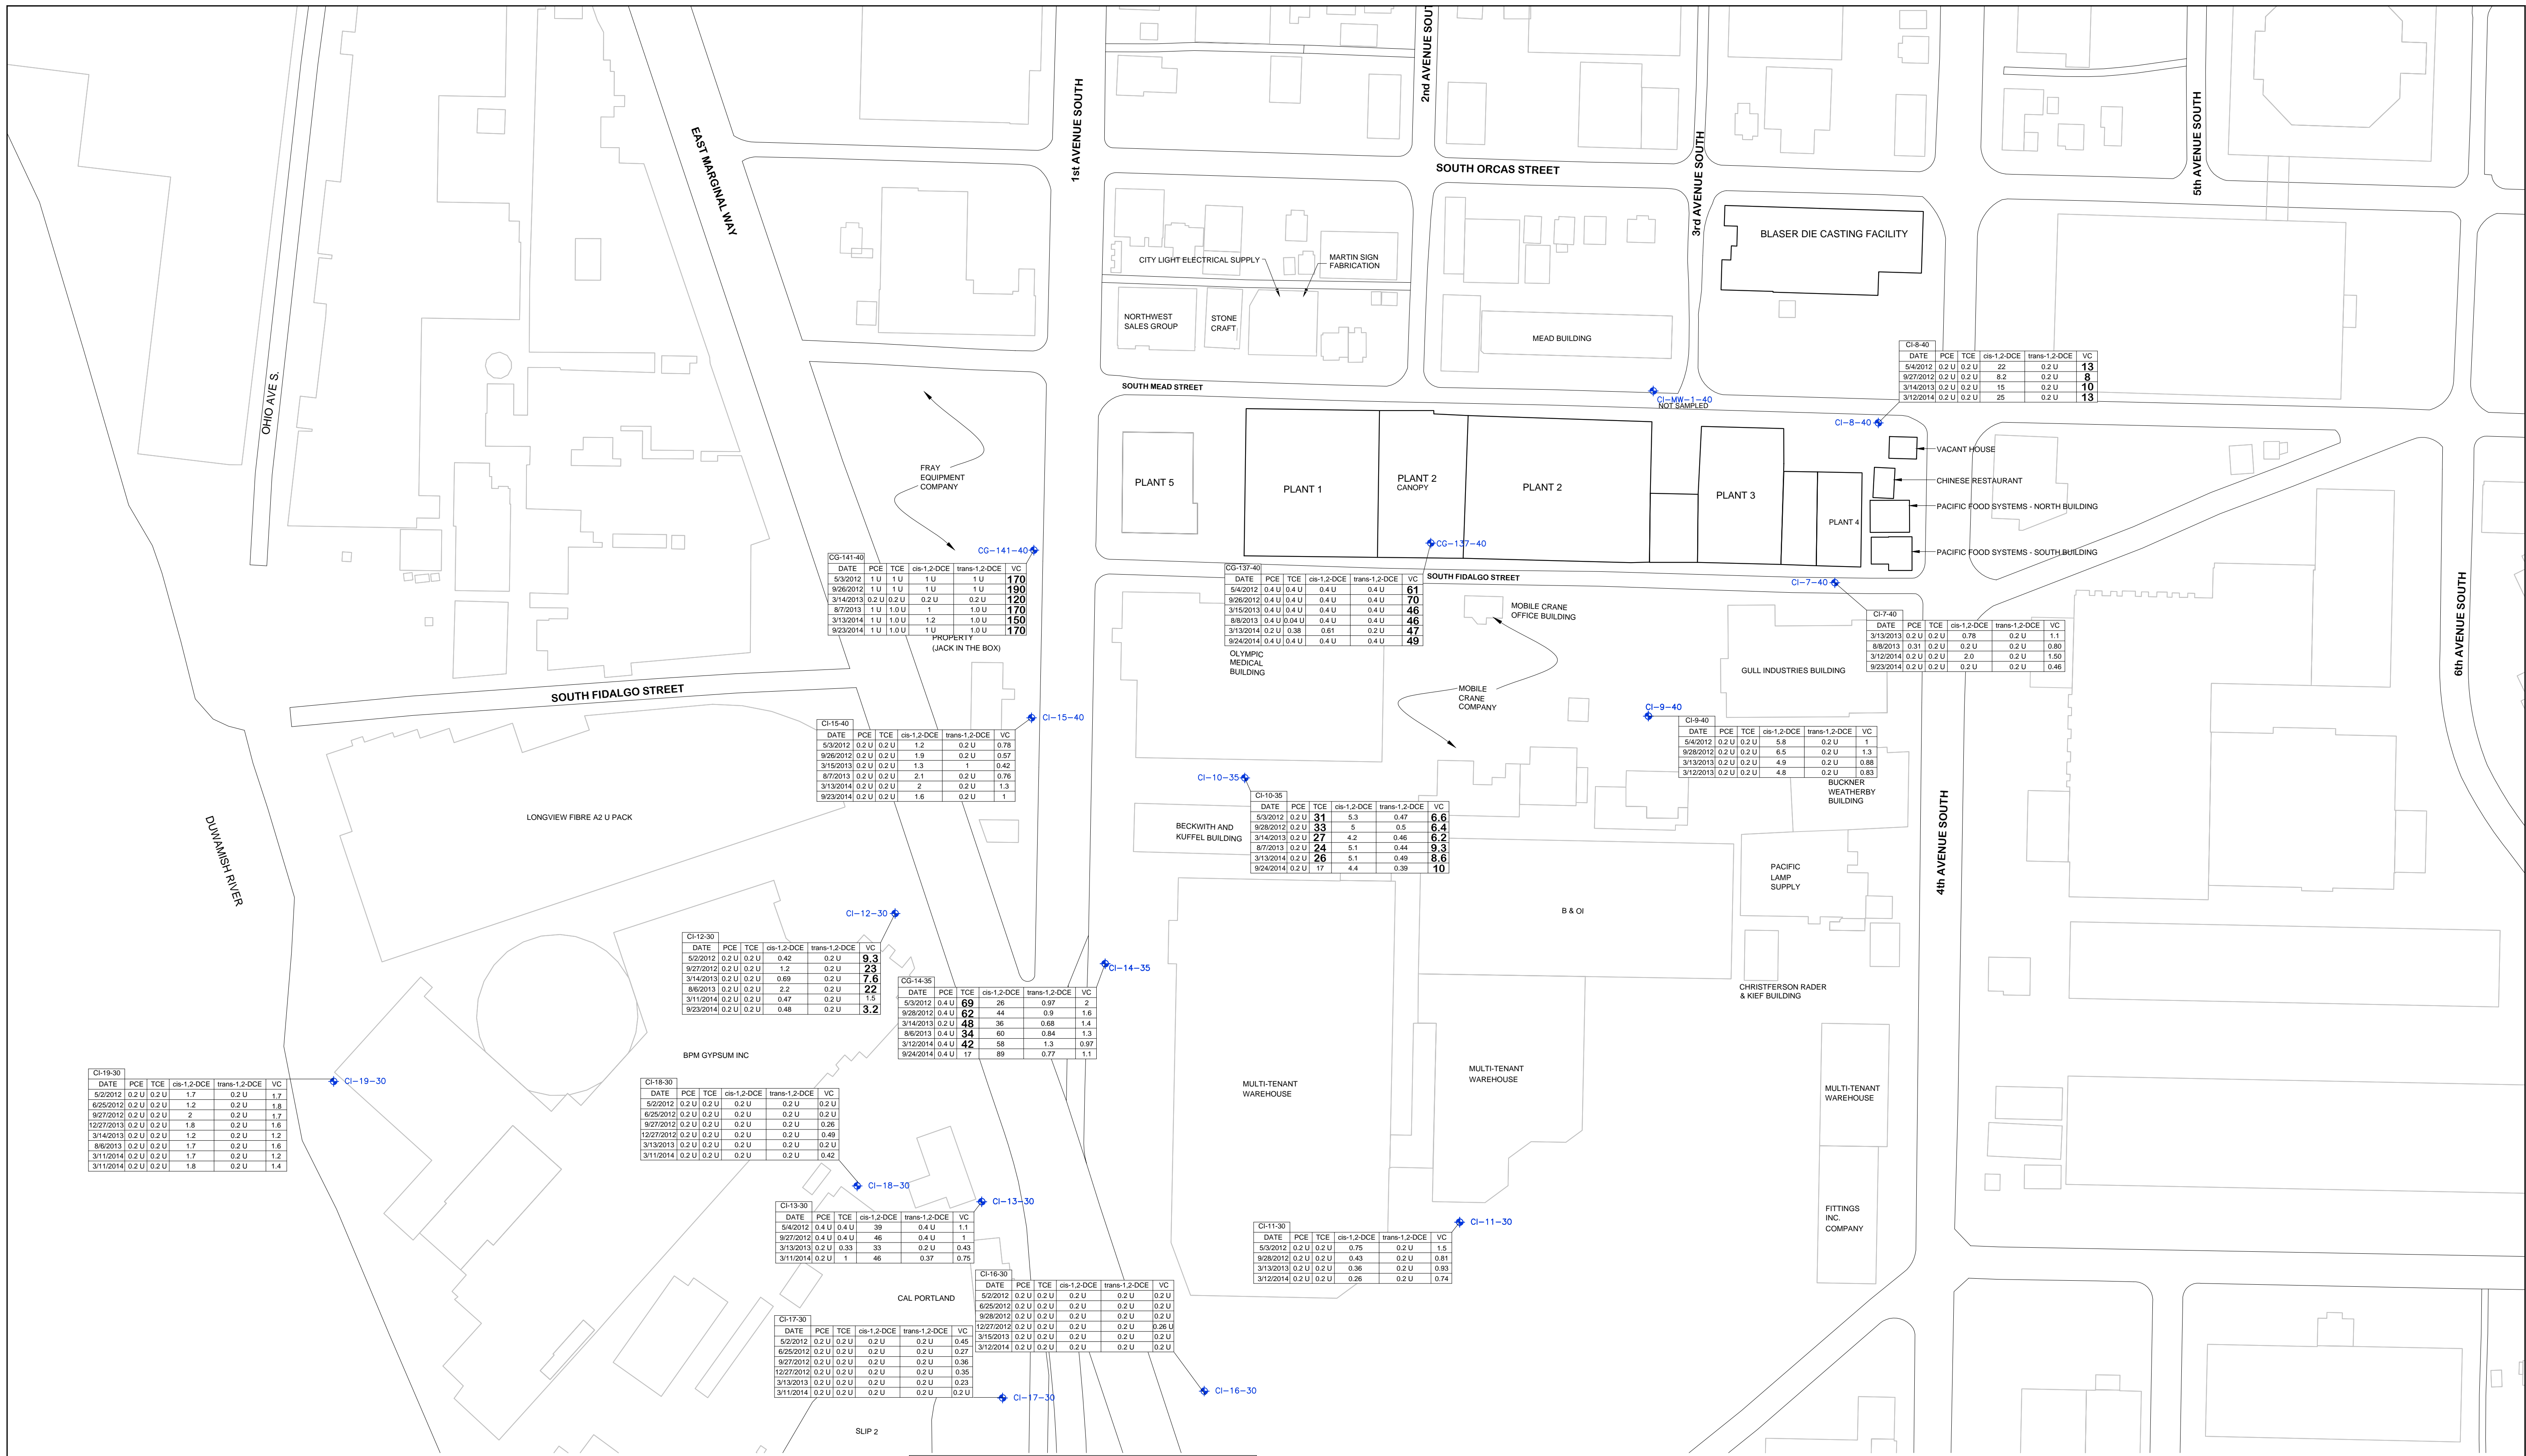 2nd AVENUE SOUT
1st AVENUE SOUTH
5th AVENUE SOUTH
EAST MARGINAL WAY
3rd AVENUE SOUTH
SOUTH ORCAS STREET
BLASER DIE CASTING FACILITY
CITY LIGHT ELECTRICAL SUPPLY
MARTIN SIGN
FABRICATION
NORTHWEST
SALES GROUP
STONE
CRAFT
MEAD BUILDING
OHIO AVE S.
CI-8-40
DATE PCE TCE cis-1,2-DCE trans-1,2-DCE VC
5/4/2012 0.2 U 0.2 U 22 0.2 U 13
9/27/2012 0.2 U 0.2 U 8.2 0.2 U 8
3/14/2013 0.2 U 0.2 U 15 0.2 U 10
3/12/2014 0.2 U 0.2 U 25 0.2 U 13
SOUTH MEAD STREET
CI-MW-1-40
NOT SAMPLED
CI-8-40
VACANT HOUSE
CHINESE RESTAURANT
PACIFIC FOOD SYSTEMS - NORTH BUILDING
PACIFIC FOOD SYSTEMS - SOUTH BUILDING
FRAY
EQUIPMENT
COMPANY
PLANT 5
PLANT 1
PLANT 2
CANOPY
PLANT 2
PLANT 3
PLANT 4
CG-141-40
CG-141-40
DATE PCE TCE cis-1,2-DCE trans-1,2-DCE VC
5/3/2012 1 U 1 U 1 U 1 U 170
9/26/2012 1 U 1 U 1 U 1 U 190
3/14/2013 0.2 U 0.2 U 0.2 U 0.2 U 120
8/7/2013 1 U 1.0 U 1 1.0 U 170
3/13/2014 1 U 1.0 U 1.2 1.0 U 150
9/23/2014 1 U 1.0 U 1 U 1.0 U 170
PROPERTY
(JACK IN THE BOX)
CG-137-40
CG-137-40
DATE PCE TCE cis-1,2-DCE trans-1,2-DCE VC
5/4/2012 0.4 U 0.4 U 0.4 U 0.4 U 61
9/26/2012 0.4 U 0.4 U 0.4 U 0.4 U 70
3/15/2013 0.4 U 0.4 U 0.4 U 0.4 U 46
8/8/2013 0.4 U 0.04 U 0.4 U 0.4 U 46
3/13/2014 0.2 U 0.38 0.61 0.2 U 47
9/24/2014 0.4 U 0.4 U 0.4 U 0.4 U 49
SOUTH FIDALGO STREET
OLYMPIC
MEDICAL
BUILDING
MOBILE CRANE
OFFICE BUILDING
MOBILE
CRANE
COMPANY
CI-7-40
CI-7-40
DATE PCE TCE cis-1,2-DCE trans-1,2-DCE VC
3/13/2013 0.2 U 0.2 U 0.78 0.2 U 1.1
8/8/2013 0.31 0.2 U 0.2 U 0.2 U 0.80
3/12/2014 0.2 U 0.2 U 2.0 0.2 U 1.50
9/23/2014 0.2 U 0.2 U 0.2 U 0.2 U 0.46
GULL INDUSTRIES BUILDING
6th AVENUE SOUTH
SOUTH FIDALGO STREET
CI-15-40
CI-15-40
DATE PCE TCE cis-1,2-DCE trans-1,2-DCE VC
5/3/2012 0.2 U 0.2 U 1.2 0.2 U 0.78
9/26/2012 0.2 U 0.2 U 1.9 0.2 U 0.57
3/15/2013 0.2 U 0.2 U 1.3 1 0.42
8/7/2013 0.2 U 0.2 U 2.1 0.2 U 0.76
3/13/2014 0.2 U 0.2 U 2 0.2 U 1.3
9/23/2014 0.2 U 0.2 U 1.6 0.2 U 1
CI-9-40
CI-9-40
DATE PCE TCE cis-1,2-DCE trans-1,2-DCE VC
5/4/2012 0.2 U 0.2 U 5.8 0.2 U 1
9/28/2012 0.2 U 0.2 U 6.5 0.2 U 1.3
3/13/2013 0.2 U 0.2 U 4.9 0.2 U 0.88
3/12/2013 0.2 U 0.2 U 4.8 0.2 U 0.83
BUCKNER
WEATHERBY
BUILDING
CI-10-35
CI-10-35
DATE PCE TCE cis-1,2-DCE trans-1,2-DCE VC
5/3/2012 0.2 U 31 5.3 0.47 6.6
9/28/2012 0.2 U 33 5 0.5 6.4
3/14/2013 0.2 U 27 4.2 0.46 6.2
8/7/2013 0.2 U 24 5.1 0.44 9.3
3/13/2014 0.2 U 26 5.1 0.49 8.6
9/24/2014 0.2 U 17 4.4 0.39 10
BECKWITH AND
KUFFEL BUILDING
LONGVIEW FIBRE A2 U PACK
DUWAMISH RIVER
PACIFIC
LAMP
SUPPLY
4th AVENUE SOUTH
B & OI
CI-12-30
CI-12-30
DATE PCE TCE cis-1,2-DCE trans-1,2-DCE VC
5/2/2012 0.2 U 0.2 U 0.42 0.2 U 9.3
9/27/2012 0.2 U 0.2 U 1.2 0.2 U 23
3/14/2013 0.2 U 0.2 U 0.69 0.2 U 7.6
8/6/2013 0.2 U 0.2 U 2.2 0.2 U 22
3/11/2014 0.2 U 0.2 U 0.47 0.2 U 1.5
9/23/2014 0.2 U 0.2 U 0.48 0.2 U 3.2
CI-14-35
CG-14-35
DATE PCE TCE cis-1,2-DCE trans-1,2-DCE VC
5/3/2012 0.4 U 69 26 0.97 2
9/28/2012 0.4 U 62 44 0.9 1.6
3/14/2013 0.2 U 48 36 0.68 1.4
8/6/2013 0.4 U 34 60 0.84 1.3
3/12/2014 0.4 U 42 58 1.3 0.97
9/24/2014 0.4 U 17 89 0.77 1.1
CHRISTFERSON RADER
& KIEF BUILDING
BPM GYPSUM INC
CI-19-30
CI-19-30
DATE PCE TCE cis-1,2-DCE trans-1,2-DCE VC
5/2/2012 0.2 U 0.2 U 1.7 0.2 U 1.7
6/25/2012 0.2 U 0.2 U 1.2 0.2 U 1.8
9/27/2012 0.2 U 0.2 U 2 0.2 U 1.7
12/27/2013 0.2 U 0.2 U 1.8 0.2 U 1.6
3/14/2013 0.2 U 0.2 U 1.2 0.2 U 1.2
8/6/2013 0.2 U 0.2 U 1.7 0.2 U 1.6
3/11/2014 0.2 U 0.2 U 1.7 0.2 U 1.2
3/11/2014 0.2 U 0.2 U 1.8 0.2 U 1.4
CI-18-30
DATE PCE TCE cis-1,2-DCE trans-1,2-DCE VC
5/2/2012 0.2 U 0.2 U 0.2 U 0.2 U 0.2 U
6/25/2012 0.2 U 0.2 U 0.2 U 0.2 U 0.2 U
9/27/2012 0.2 U 0.2 U 0.2 U 0.2 U 0.26
12/27/2012 0.2 U 0.2 U 0.2 U 0.2 U 0.49
3/13/2013 0.2 U 0.2 U 0.2 U 0.2 U 0.2 U
3/11/2014 0.2 U 0.2 U 0.2 U 0.2 U 0.42
CI-18-30
MULTI-TENANT
WAREHOUSE
MULTI-TENANT
WAREHOUSE
MULTI-TENANT
WAREHOUSE
CI-13-30
CI-13-30
DATE PCE TCE cis-1,2-DCE trans-1,2-DCE VC
5/4/2012 0.4 U 0.4 U 39 0.4 U 1.1
9/27/2012 0.4 U 0.4 U 46 0.4 U 1
3/13/2013 0.2 U 0.33 33 0.2 U 0.43
3/11/2014 0.2 U 1 46 0.37 0.75
CI-11-30
CI-11-30
DATE PCE TCE cis-1,2-DCE trans-1,2-DCE VC
5/3/2012 0.2 U 0.2 U 0.75 0.2 U 1.5
9/28/2012 0.2 U 0.2 U 0.43 0.2 U 0.81
3/13/2013 0.2 U 0.2 U 0.36 0.2 U 0.93
3/12/2014 0.2 U 0.2 U 0.26 0.2 U 0.74
FITTINGS
INC.
COMPANY
CAL PORTLAND
CI-16-30
DATE PCE TCE cis-1,2-DCE trans-1,2-DCE VC
5/2/2012 0.2 U 0.2 U 0.2 U 0.2 U 0.2 U
6/25/2012 0.2 U 0.2 U 0.2 U 0.2 U 0.2 U
9/28/2012 0.2 U 0.2 U 0.2 U 0.2 U 0.2 U
12/27/2012 0.2 U 0.2 U 0.2 U 0.2 U 0.26 U
3/15/2013 0.2 U 0.2 U 0.2 U 0.2 U 0.2 U
3/12/2014 0.2 U 0.2 U 0.2 U 0.2 U 0.2 U
CI-17-30
DATE PCE TCE cis-1,2-DCE trans-1,2-DCE VC
5/2/2012 0.2 U 0.2 U 0.2 U 0.2 U 0.45
6/25/2012 0.2 U 0.2 U 0.2 U 0.2 U 0.27
9/27/2012 0.2 U 0.2 U 0.2 U 0.2 U 0.36
12/27/2012 0.2 U 0.2 U 0.2 U 0.2 U 0.35
3/13/2013 0.2 U 0.2 U 0.2 U 0.2 U 0.23
3/11/2014 0.2 U 0.2 U 0.2 U 0.2 U 0.2 U
CI-17-30
CI-16-30
SLIP 2